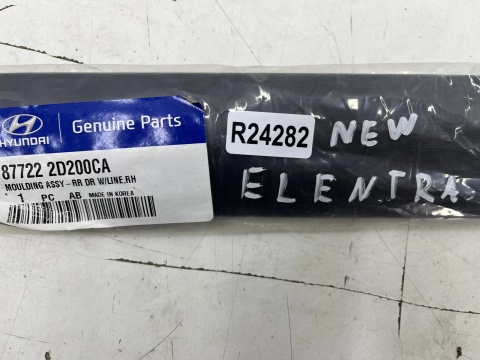 HYUNDAI
Genuine Parts
87722 2D200CA
MOULDING ASSY-RR DR W/LINE,RH
1 PC AB MADE IN KOREA
R24282
NEW
ELENTRA